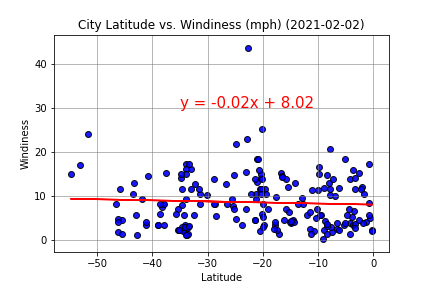 City Latitude vs. Windiness (mph) (2021-02-02)
40
y = -0.02x + 8.02
30
Windiness
20
10
0
−50 −40 −30 −20 −10 0
Latitude